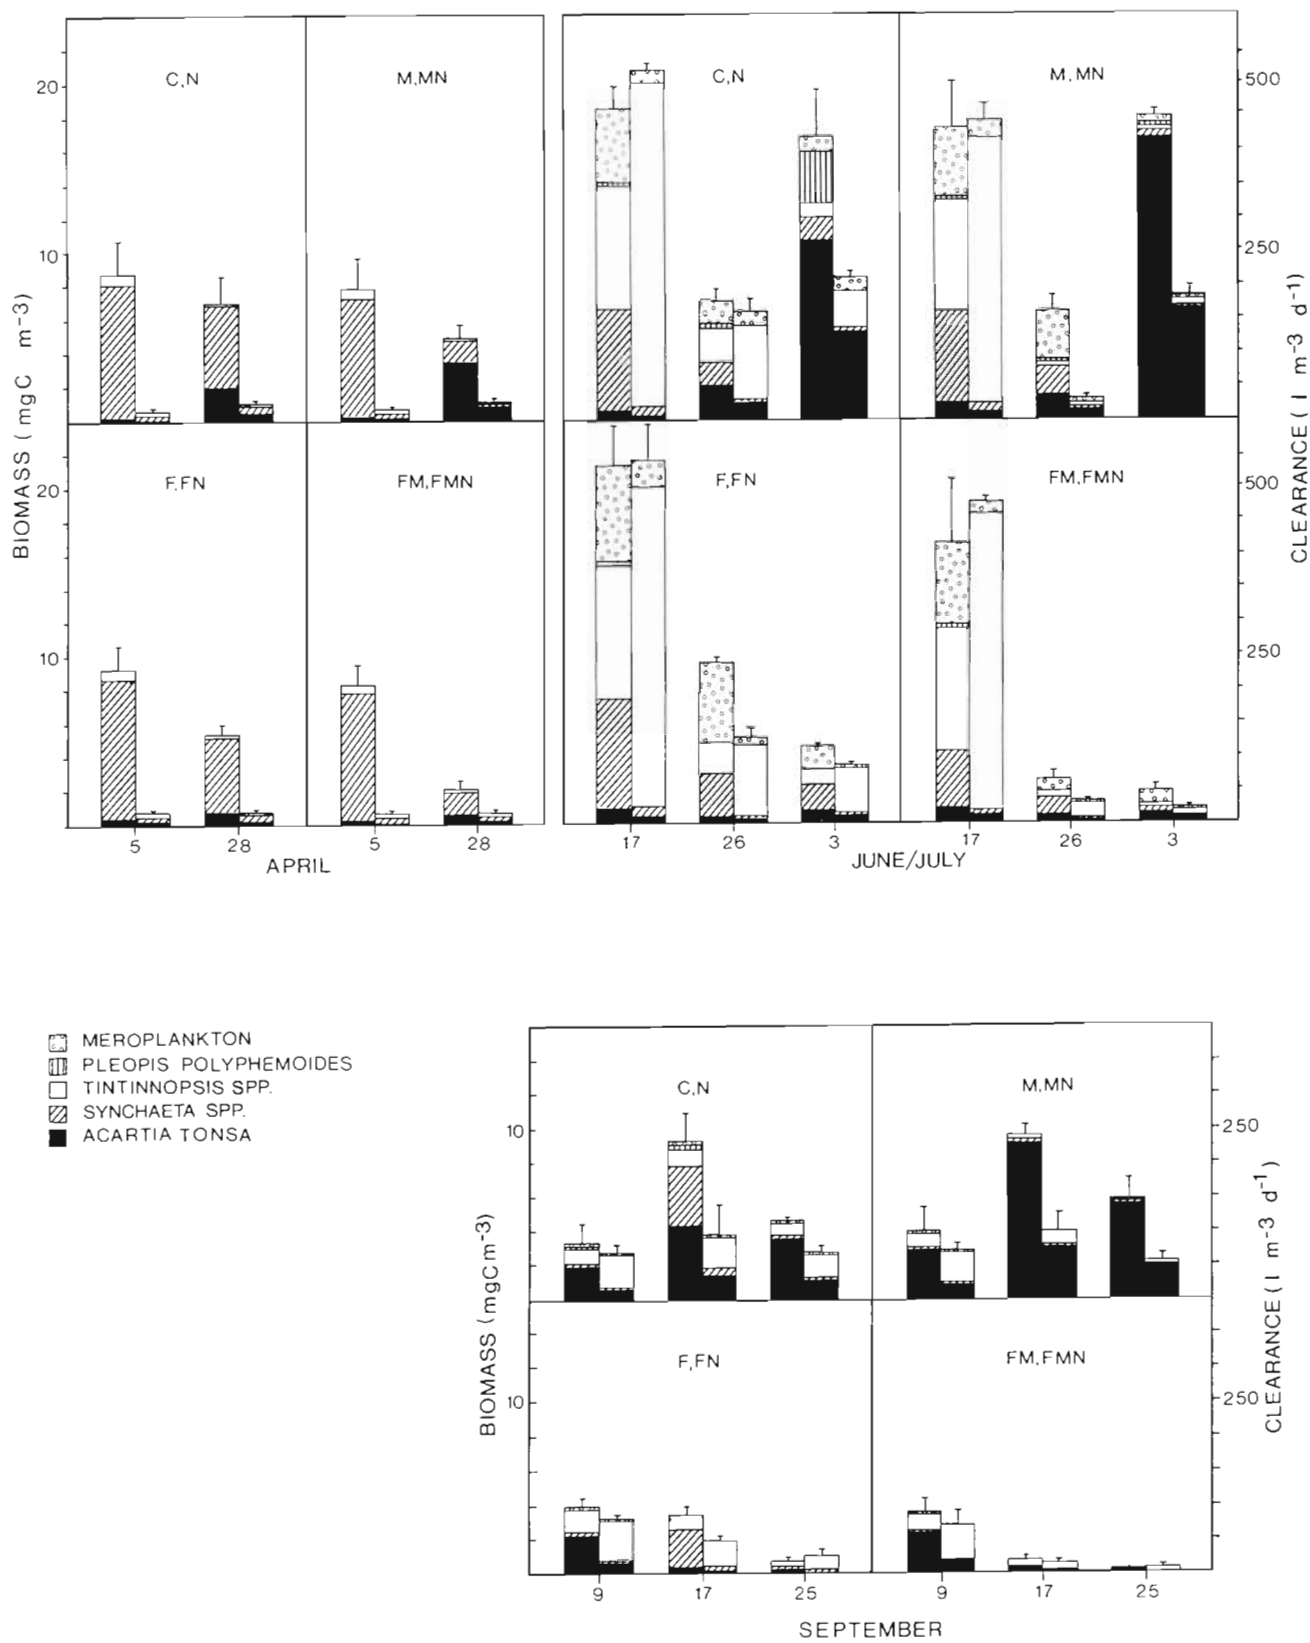 C,N
M,MN
C,N
M,MN
20
500
10
250
BIOMASS (mgC m-3)
CLEARANCE ( l m-3 d-1)
F,FN
FM,FMN
F,FN
FM,FMN
20
500
10
250
5
28
5
28
17
26
3
17
26
3
APRIL
JUNE/JULY
MEROPLANKTON
PLEOPIS POLYPHEMOIDES
TINTINNOPSIS SPP.
SYNCHAETA SPP.
ACARTIA TONSA
C,N
M,MN
10
250
BIOMASS (mgCm-3)
CLEARANCE ( l m-3 d-1)
F,FN
FM,FMN
10
250
9
17
25
9
17
25
SEPTEMBER